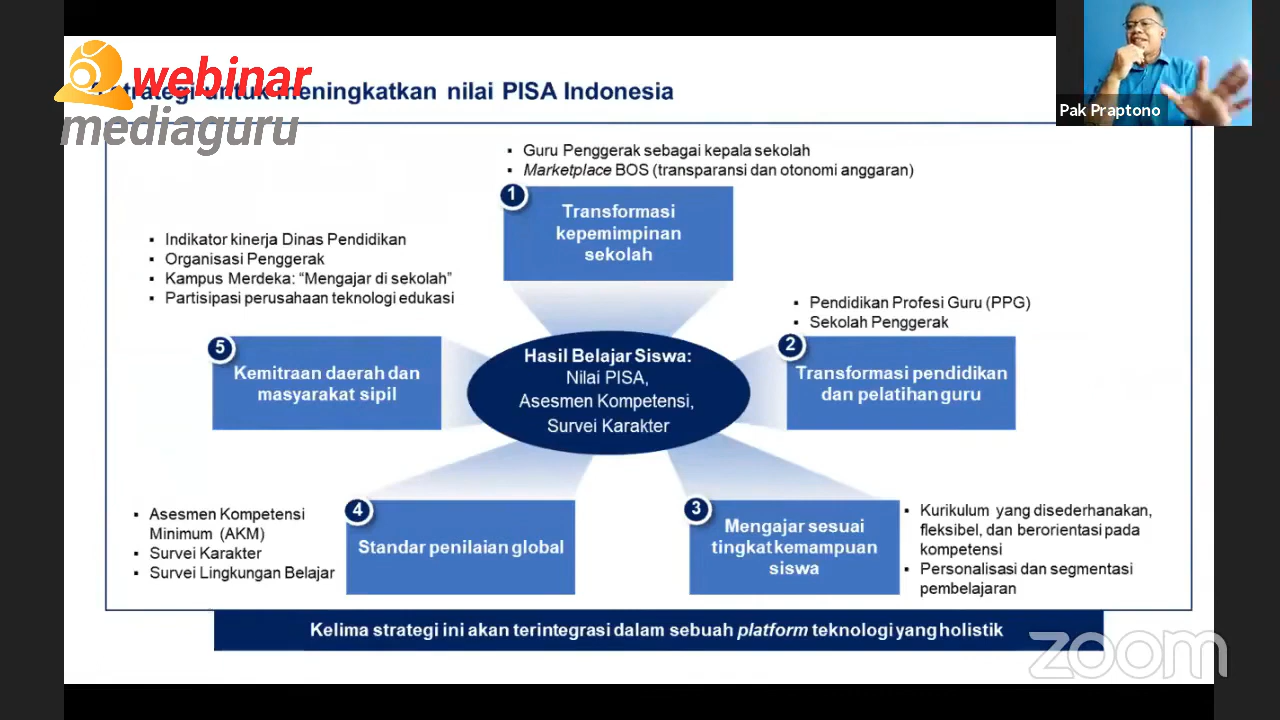 webinar
mediaguru
strategi untuk meningkatkan nilai PISA Indonesia
Pak Praptono
▪ Guru Penggerak sebagai kepala sekolah
▪ Marketplace BOS (transparansi dan otonomi anggaran)
1
Transformasi
kepemimpinan
sekolah
▪ Indikator kinerja Dinas Pendidikan
▪ Organisasi Penggerak
▪ Kampus Merdeka: “Mengajar di sekolah”
▪ Partisipasi perusahaan teknologi edukasi
5
Kemitraan daerah dan
masyarakat sipil
Hasil Belajar Siswa:
Nilai PISA,
Asesmen Kompetensi,
Survei Karakter
▪ Pendidikan Profesi Guru (PPG)
▪ Sekolah Penggerak
2
Transformasi pendidikan
dan pelatihan guru
▪ Asesmen Kompetensi
Minimum (AKM)
▪ Survei Karakter
▪ Survei Lingkungan Belajar
4
Standar penilaian global
3
Mengajar sesuai
tingkat kemampuan
siswa
▪ Kurikulum yang disederhanakan,
fleksibel, dan berorientasi pada
kompetensi
▪ Personalisasi dan segmentasi
pembelajaran
Kelima strategi ini akan terintegrasi dalam sebuah platform teknologi yang holistik
zoom